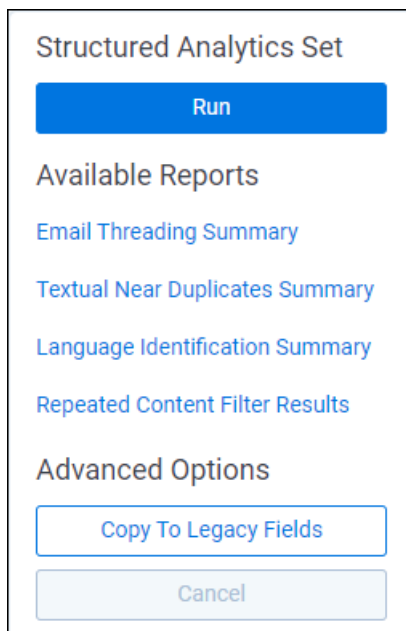 Structured Analytics Set
Run
Available Reports
Email Threading Summary
Textual Near Duplicates Summary
Language Identification Summary
Repeated Content Filter Results
Advanced Options
Copy To Legacy Fields
Cancel